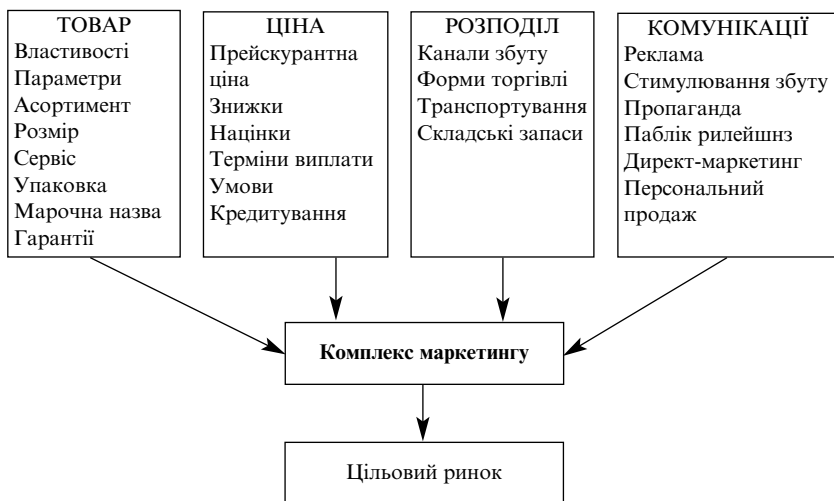 ТОВАР
Властивості
Параметри
Асортимент
Розмір
Сервіс
Упаковка
Марочна назва
Гарантії
ЦІНА
Прейскурантна
ціна
Знижки
Націнки
Терміни виплати
Умови
Кредитування
РОЗПОДІЛ
Канали збуту
Форми торгівлі
Транспортування
Складські запаси
КОМУНІКАЦІЇ
Реклама
Стимулювання збуту
Пропаганда
Паблік рилейшнз
Директ-маркетинг
Персональний
продаж
Комплекс маркетингу
Цільовий ринок